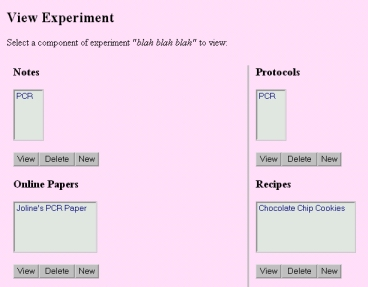 View Experiment
Select a component of experiment "blah blah blah" to view:
Notes
PCR
View Delete New
Protocols
PCR
View Delete New
Online Papers
Joline's PCR Paper
View Delete New
Recipes
Chocolate Chip Cookies
View Delete New